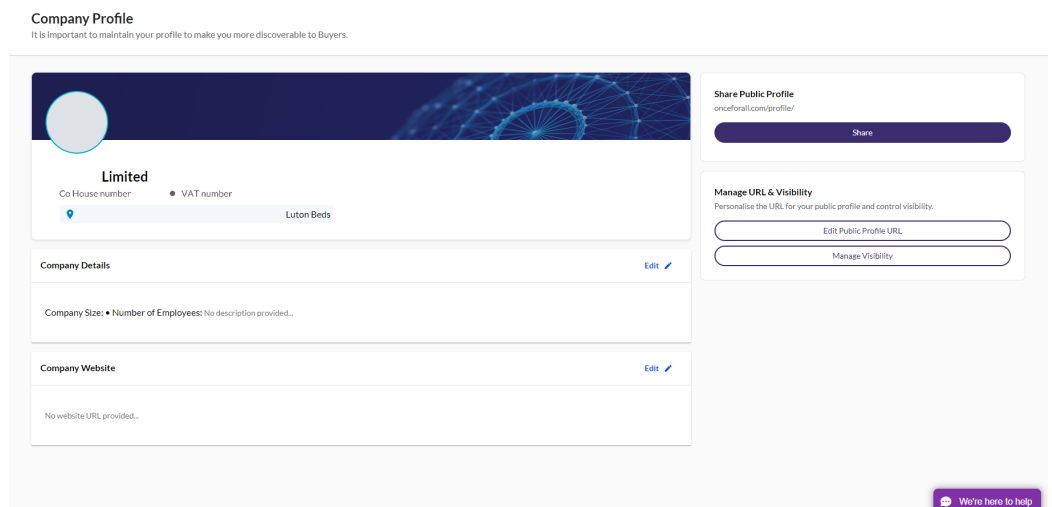 Company Profile
It is important to maintain your profile to make you more discoverable to Buyers.
Limited
Co House number ● VAT number
Luton Beds
Company Details
Edit
Company Size: • Number of Employees: No description provided...
Company Website
Edit
No website URL provided...
Share Public Profile
onceforall.com/profile/
Share
Manage URL & Visibility
Personalise the URL for your public profile and control visibility.
Edit Public Profile URL
Manage Visibility
We're here to help